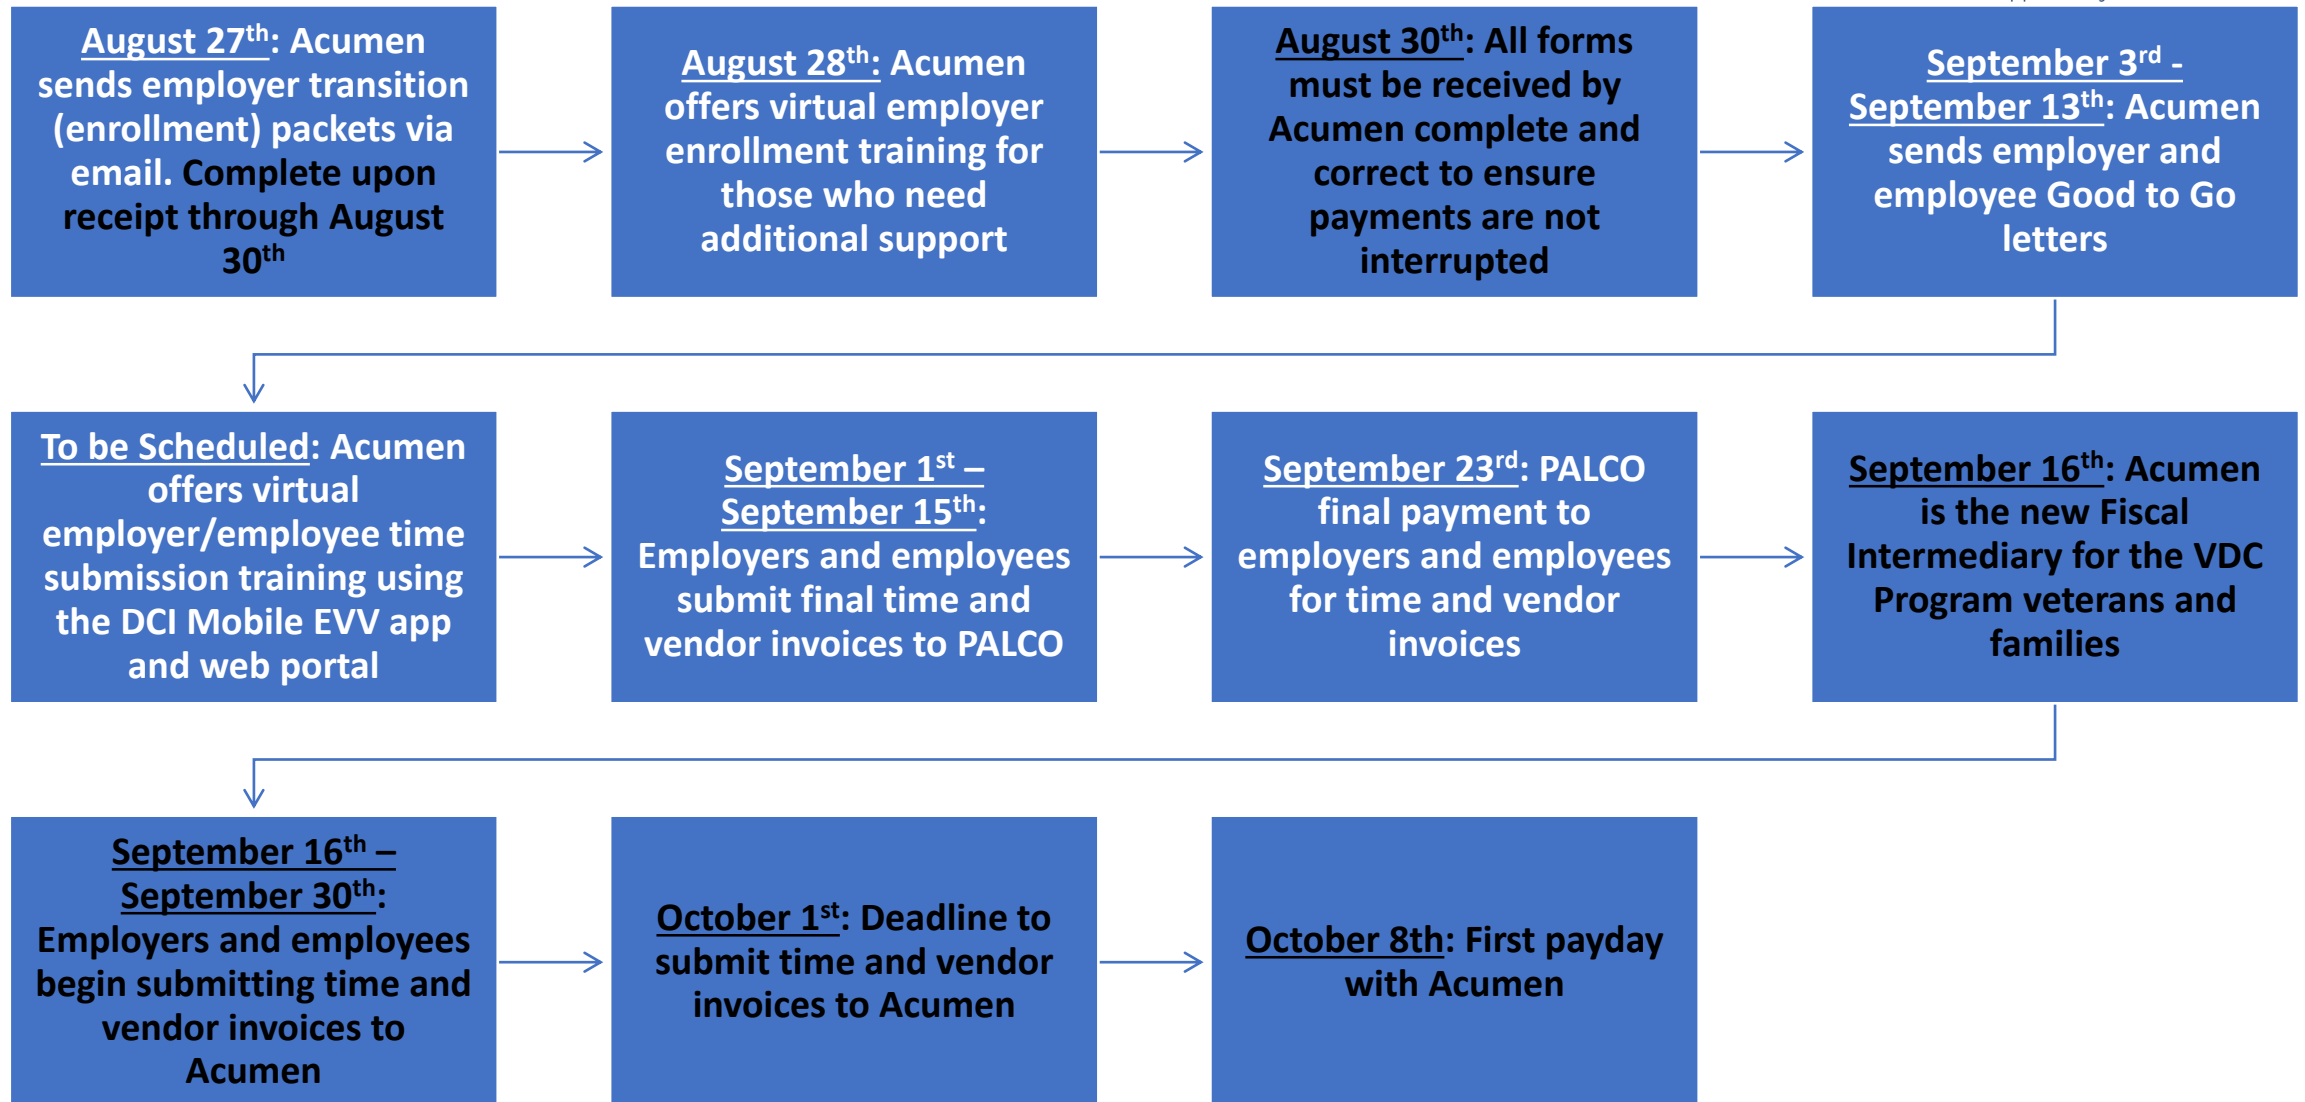 August 27th: Acumen
sends employer transition
(enrollment) packets via
email. Complete upon
receipt through August
30th
August 28th: Acumen
offers virtual employer
enrollment training for
those who need
additional support
August 30th: All forms
must be received by
Acumen complete and
correct to ensure
payments are not
interrupted
September 3rd -
September 13th: Acumen
sends employer and
employee Good to Go
letters
To be Scheduled: Acumen
offers virtual
employer/employee time
submission training using
the DCI Mobile EVV app
and web portal
September 1st –
September 15th:
Employers and employees
submit final time and
vendor invoices to PALCO
September 23rd: PALCO
final payment to
employers and employees
for time and vendor
invoices
September 16th: Acumen
is the new Fiscal
Intermediary for the VDC
Program veterans and
families
September 16th –
September 30th:
Employers and employees
begin submitting time and
vendor invoices to
Acumen
October 1st: Deadline to
submit time and vendor
invoices to Acumen
October 8th: First payday
with Acumen